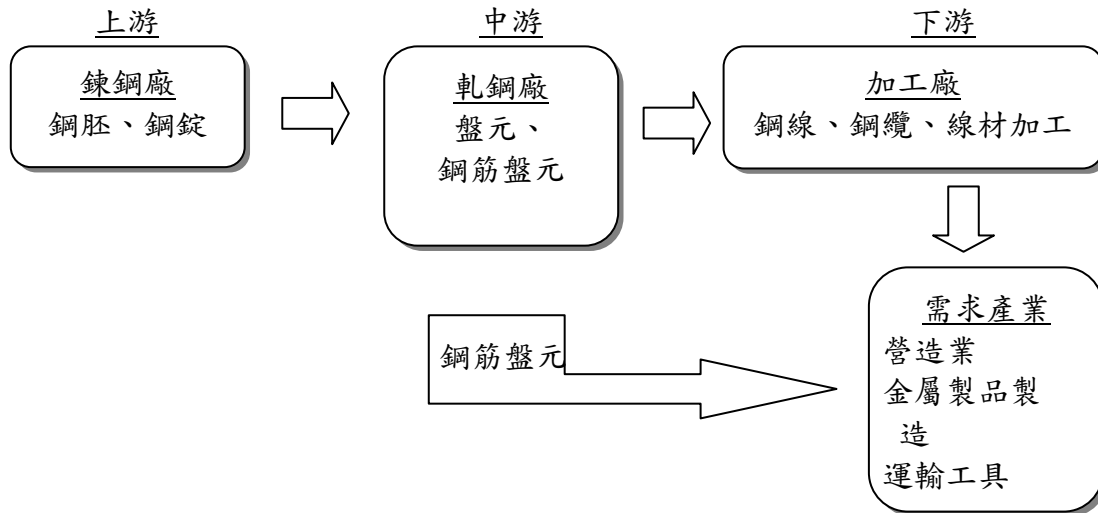 上游
中游
下游
鍊鋼廠
鋼胚、鋼錠
軋鋼廠
盤元、
鋼筋盤元
加工廠
鋼線、鋼纜、線材加工
鋼筋盤元
需求產業
營造業
金屬製品製
造
運輸工具